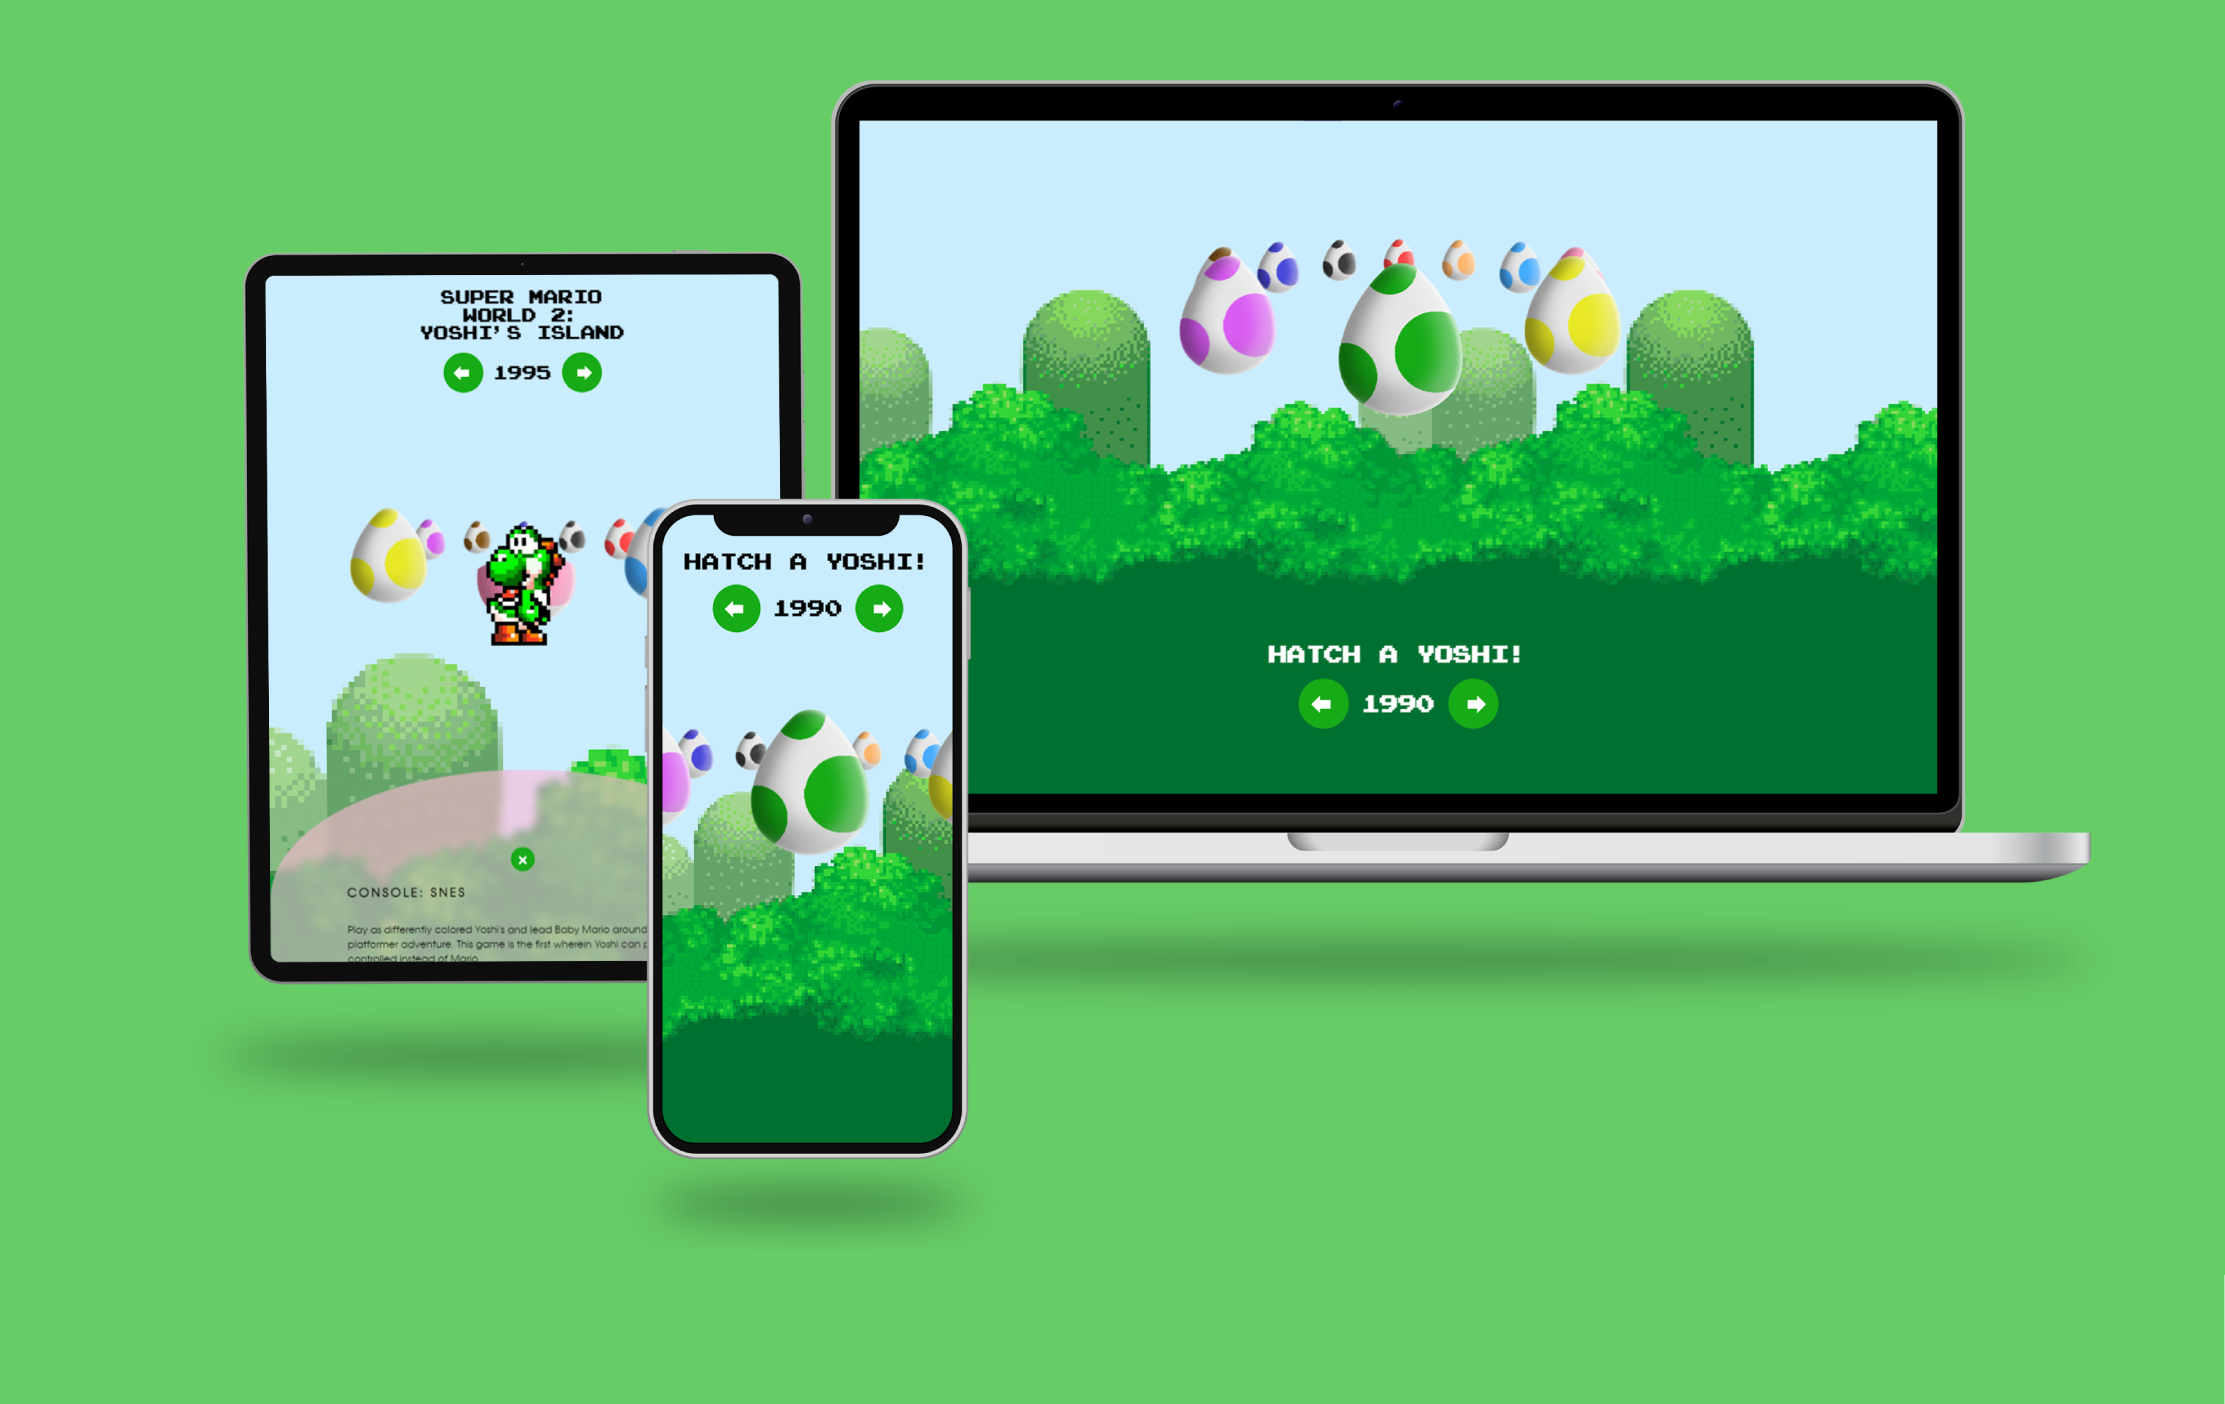 SUPER MARIO
WORLD 2:
YOSHI'S ISLAND
1995
CONSOLE: SNES
Play as differently colored Yoshi's and lead Baby Mario around
platformer adventure. This game is the first wherein Yoshi can
controlled instead of Mario.
HATCH A YOSHI!
1990
HATCH A YOSHI!
1990